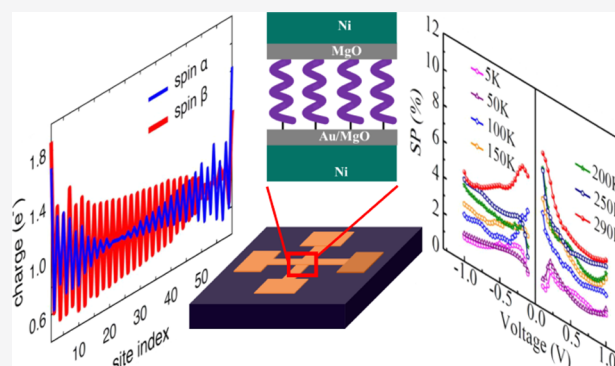 spin α
spin β
1.8
1.4
1.0
0.6
charge (e⁻)
10
20
30
40
50
site index
Ni
MgO
Au/MgO
Ni
12
10
8
6
4
2
0
SP (%)
5K
50K
100K
150K
200K
-1.0
-0.5
0.0
0.5
1.0
Voltage (V)